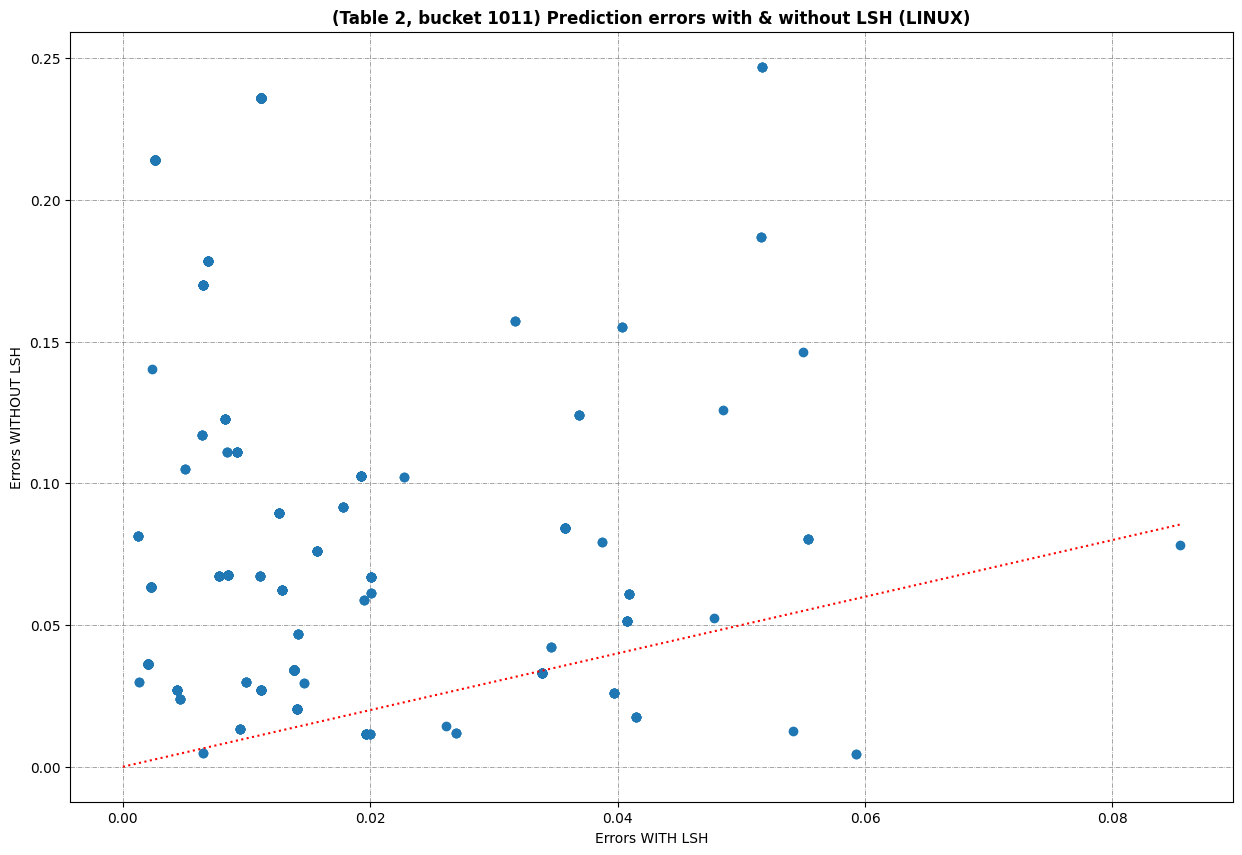 (Table 2, bucket 1011) Prediction errors with & without LSH (LINUX)
Errors WITHOUT LSH
0.25
0.20
0.15
0.10
0.05
0.00
0.00 0.02 0.04 0.06 0.08
Errors WITH LSH